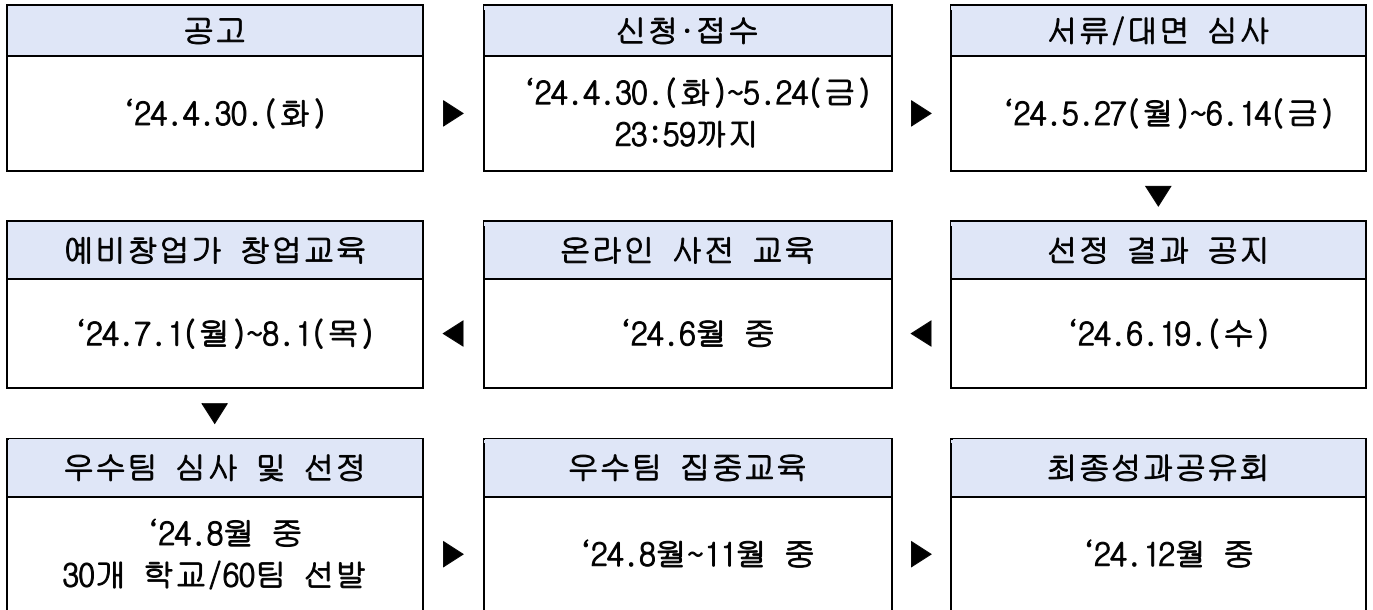 공고
‘24.4.30.(화)
신청·접수
‘24.4.30.(화)~5.24(금)
23:59까지
서류/대면 심사
‘24.5.27(월)~6.14(금)
선정 결과 공지
‘24.6.19.(수)
온라인 사전 교육
‘24.6월 중
예비창업가 창업교육
‘24.7.1(월)~8.1(목)
우수팀 심사 및 선정
‘24.8월 중
30개 학교/60팀 선발
우수팀 집중교육
‘24.8월~11월 중
최종성과공유회
‘24.12월 중